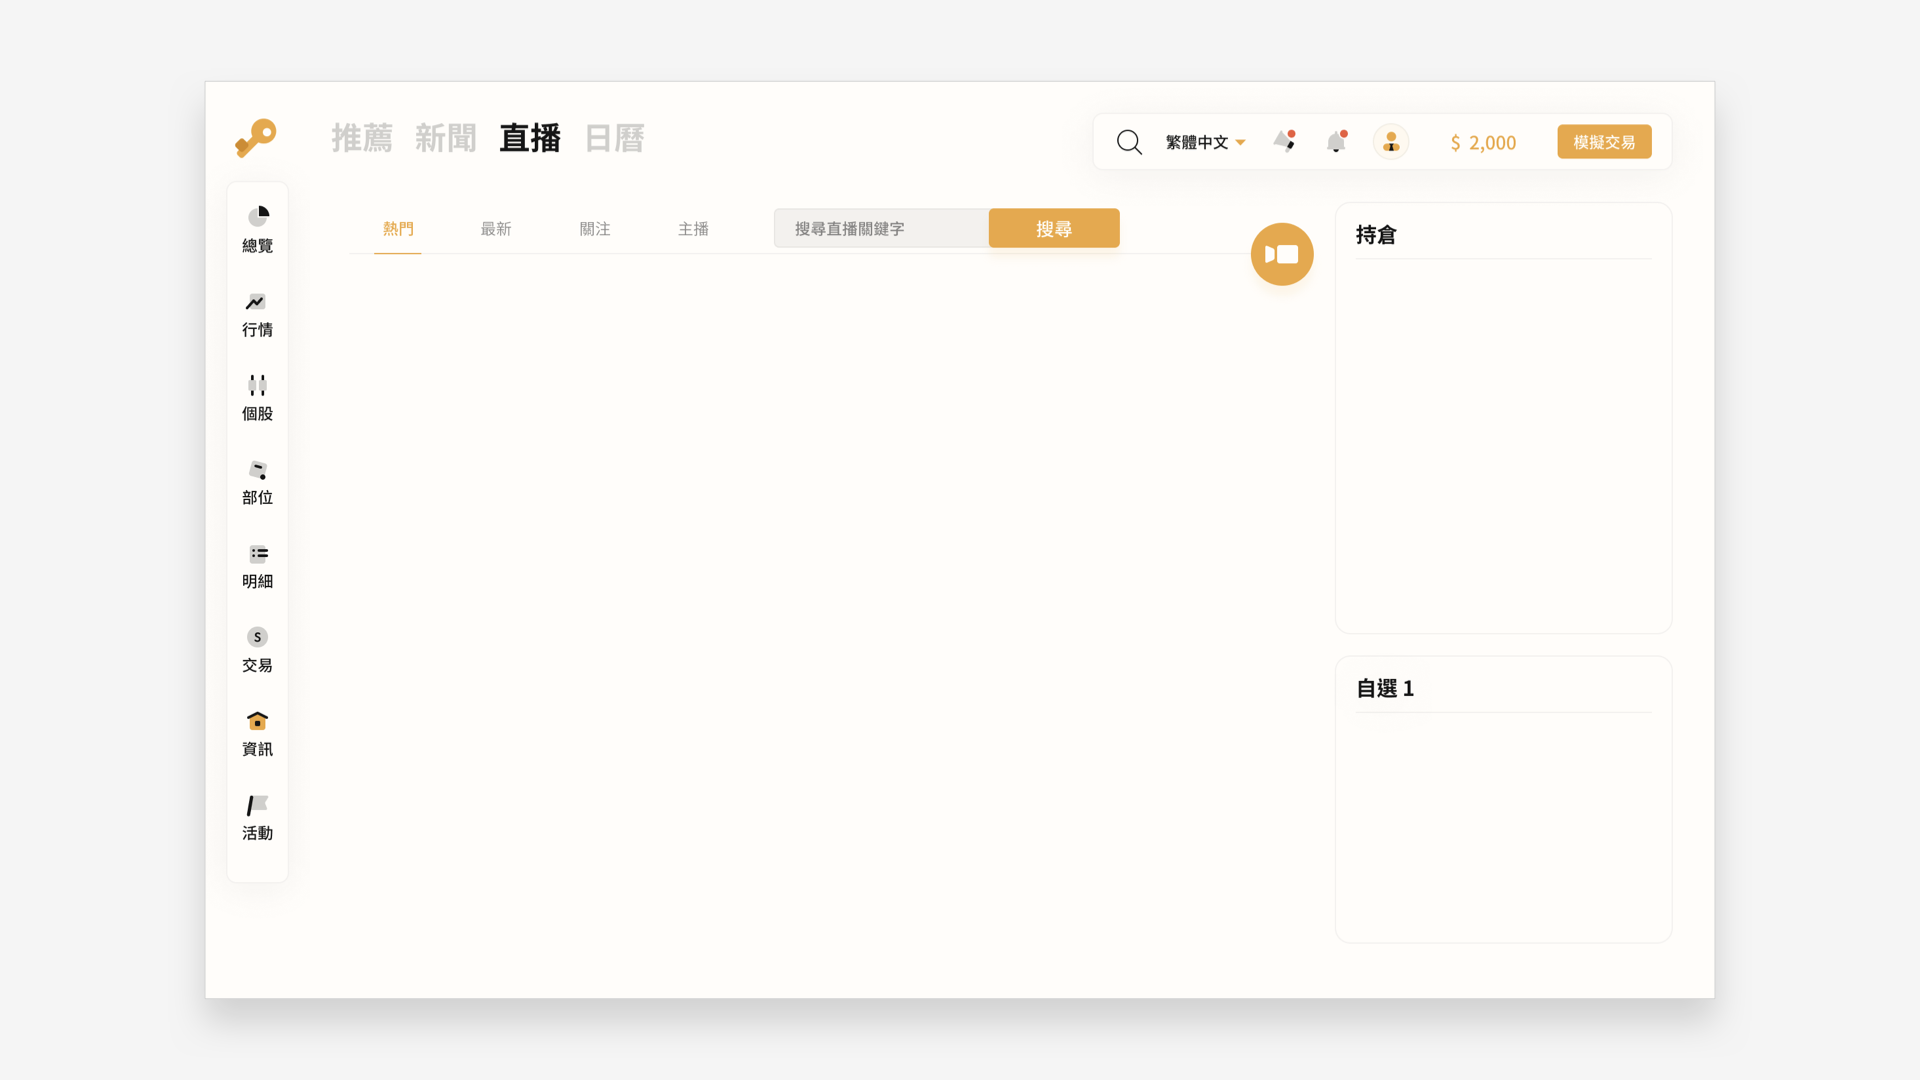 推薦 新聞 直播 日曆
繁體中文
$ 2,000
模擬交易
總覽
行情
個股
部位
明細
S
交易
資訊
活動
熱門 最新 關注 主播
搜尋直播關鍵字 搜尋
持倉
自選 1